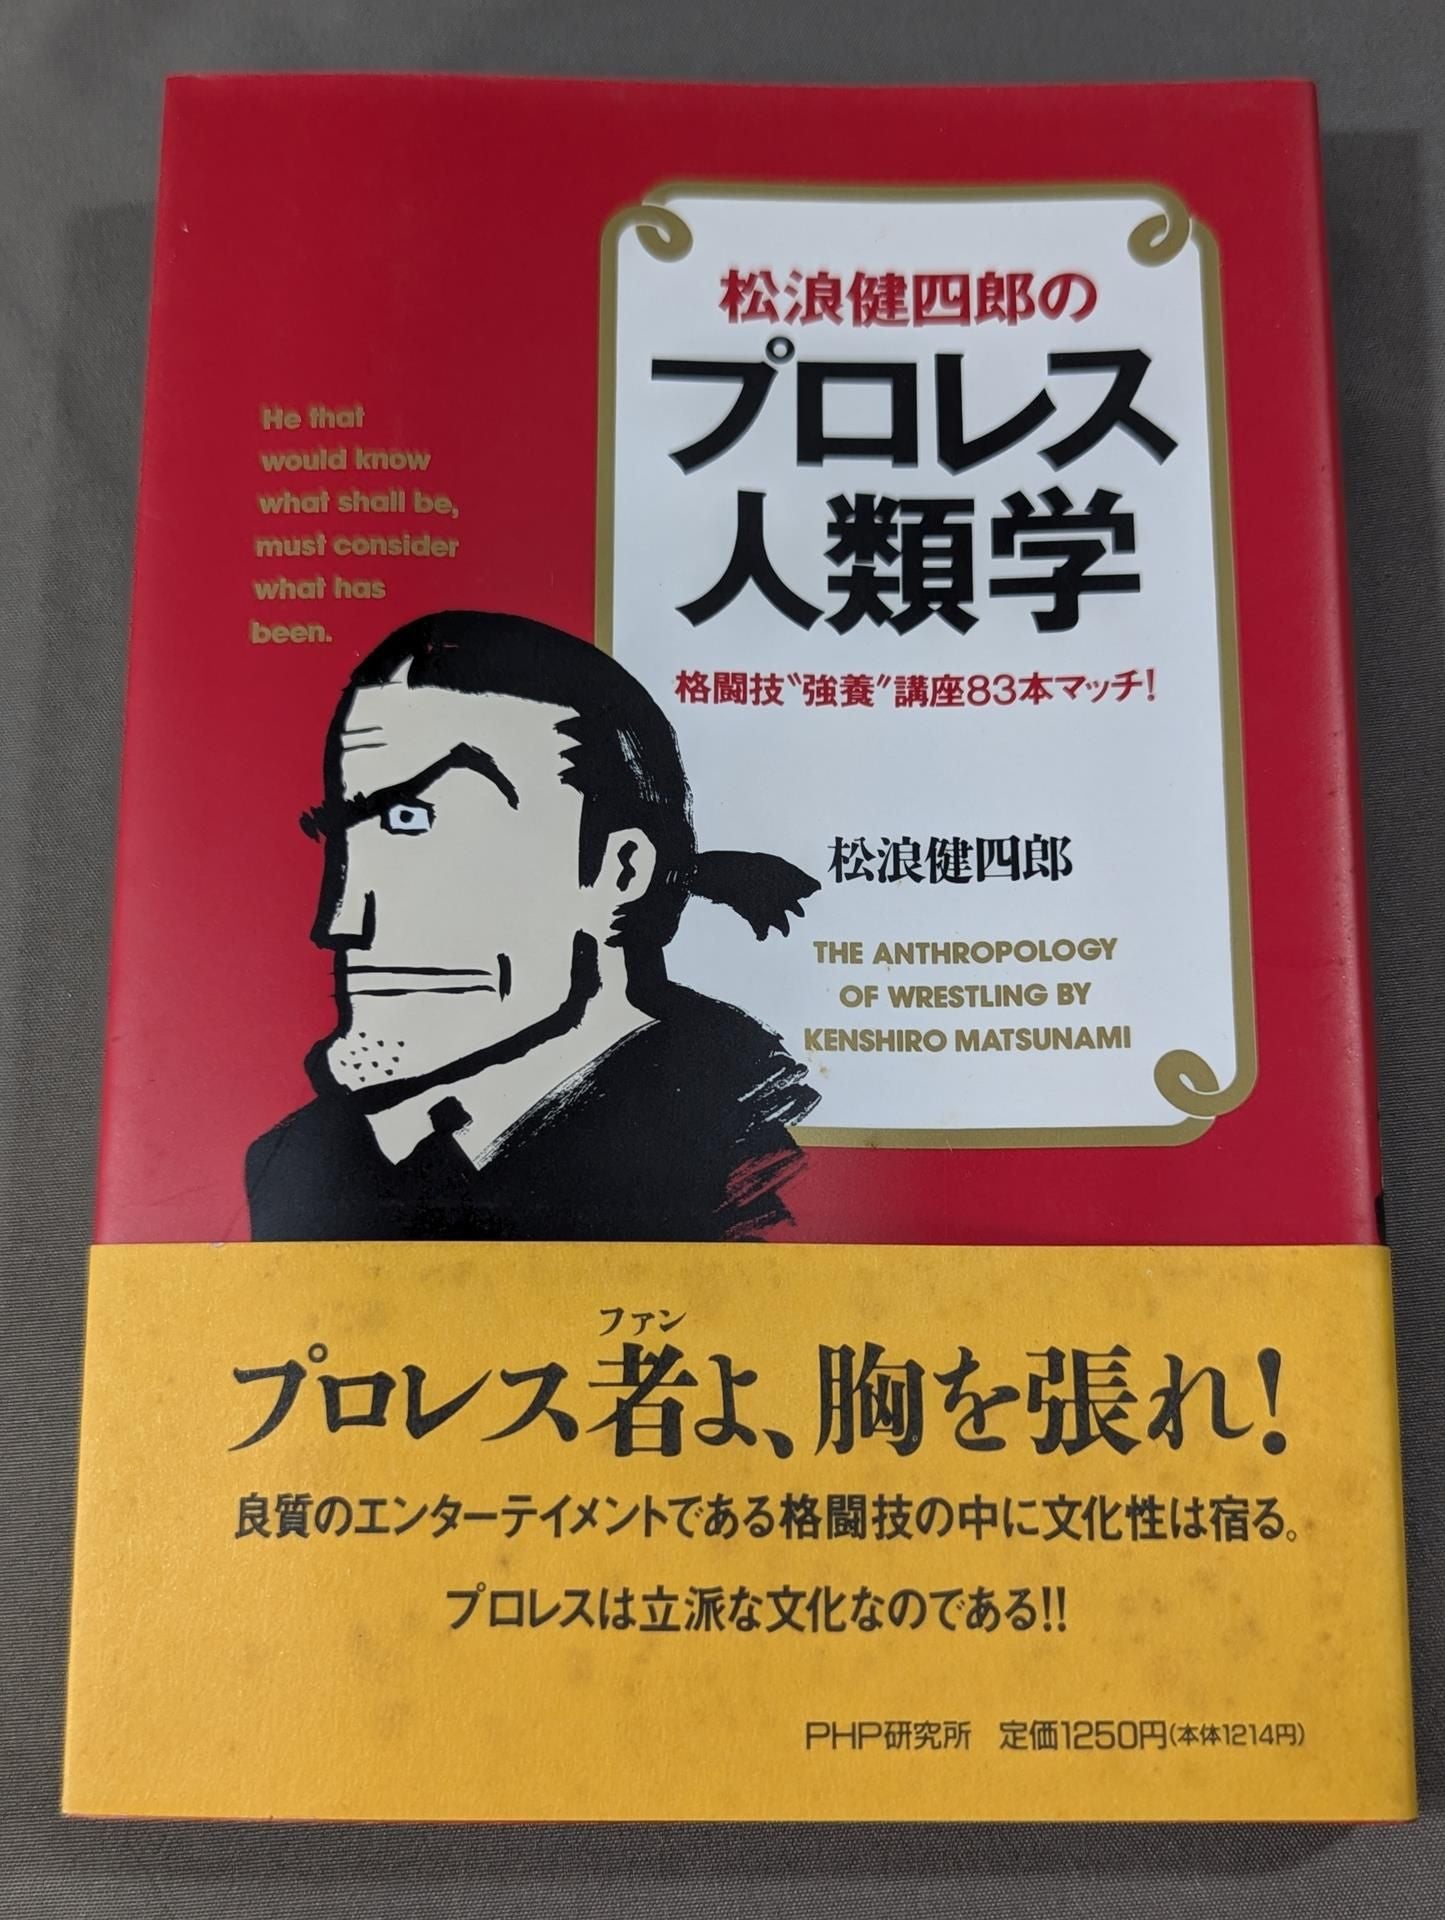 松浪健四郎の
プロレス
人類学
格闘技〝強養〟講座83本マッチ!
He that
would know
what shall be,
must consider
what has
been.
松浪健四郎
THE ANTHROPOLOGY
OF WRESTLING BY
KENSHIRO MATSUNAMI
ファン
プロレス者よ、胸を張れ!
良質のエンターテイメントである格闘技の中に文化性は宿る。
プロレスは立派な文化なのである!!
PHP研究所 定価1250円(本体1214円)